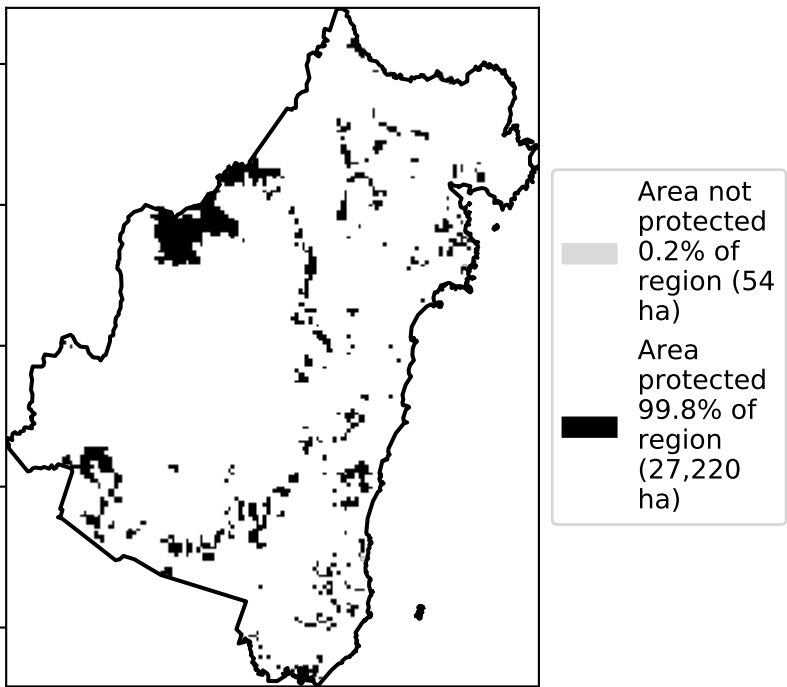 Area not
protected
0.2% of
region (54
ha)
Area
protected
99.8% of
region
(27,220
ha)